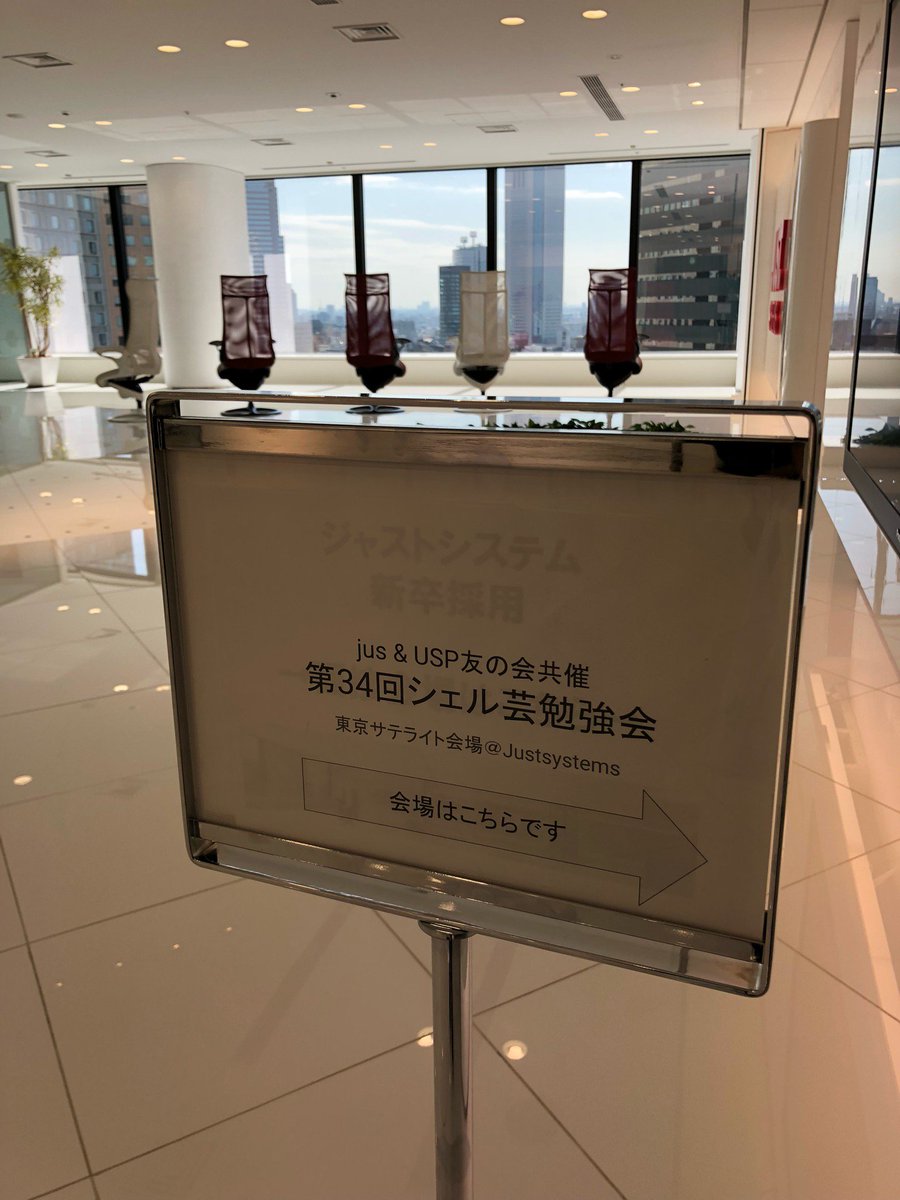 ジャストシステム
新卒採用
jus & USP友の会共催
第34回シェル芸勉強会
東京サテライト会場@Justsystems
会場はこちらです